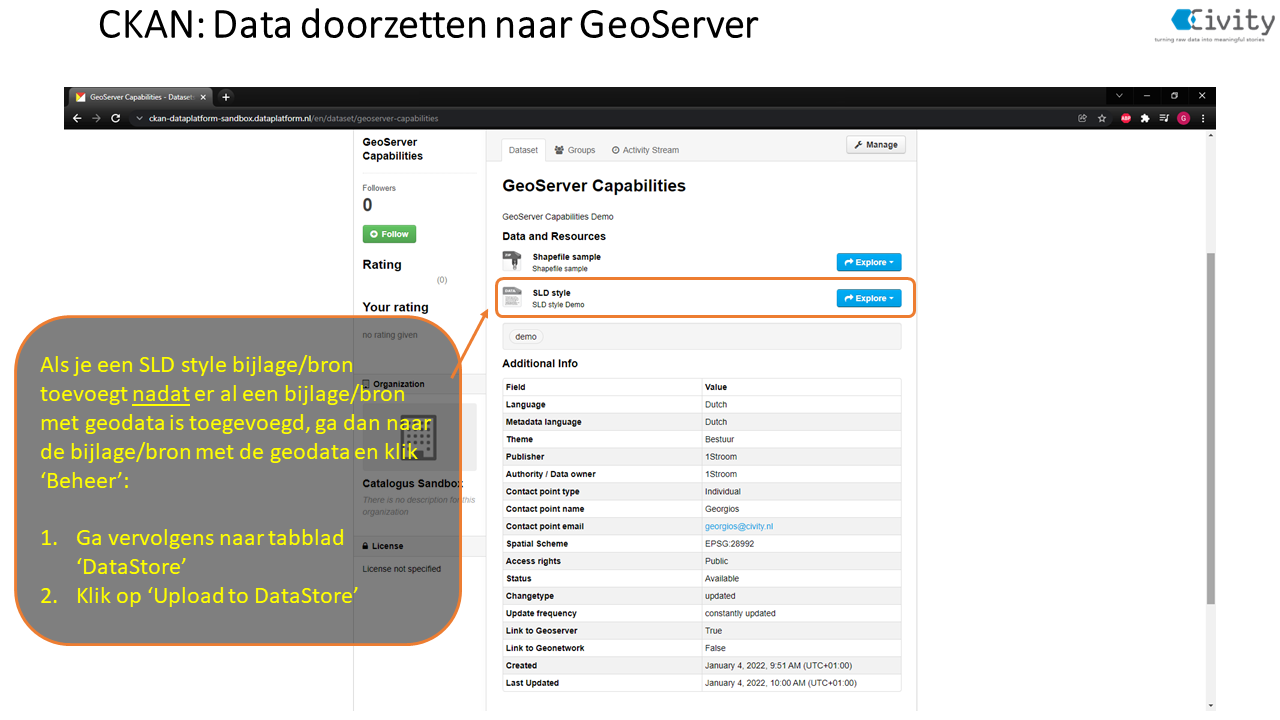 CKAN: Data doorzetten naar GeoServer
Civity
turning raw data into meaningful stories.
GeoServer Capabilities - Datasets
ckan-dataplatform-sandbox.dataplatform.nl/en/dataset/geoserver-capabilities
ABP
G
GeoServer
Capabilities
Followers
0
Follow
Rating
(0)
Your rating
no rating given
Organization
Catalogus Sandbox
There is no description for this
organization
License
License not specified
Als je een SLD style bijlage/bron
toevoegt nadat er al een bijlage/bron
met geodata is toegevoegd, ga dan naar
de bijlage/bron met de geodata en klik
‘Beheer’:
1. Ga vervolgens naar tabblad
‘DataStore’
2. Klik op ‘Upload to DataStore’
Dataset Groups Activity Stream Manage
GeoServer Capabilities
GeoServer Capabilities Demo
Data and Resources
Shapefile sample
Shapefile sample
Explore
SLD style
SLD style Demo
Explore
demo
Additional Info
Field Value
Language Dutch
Metadata language Dutch
Theme Bestuur
Publisher 1Stroom
Authority / Data owner 1Stroom
Contact point type Individual
Contact point name Georgios
Contact point email georgios@civity.nl
Spatial Scheme EPSG:28992
Access rights Public
Status Available
Changetype updated
Update frequency constantly updated
Link to Geoserver True
Link to Geonetwork False
Created January 4, 2022, 9:51 AM (UTC+01:00)
Last Updated January 4, 2022, 10:00 AM (UTC+01:00)